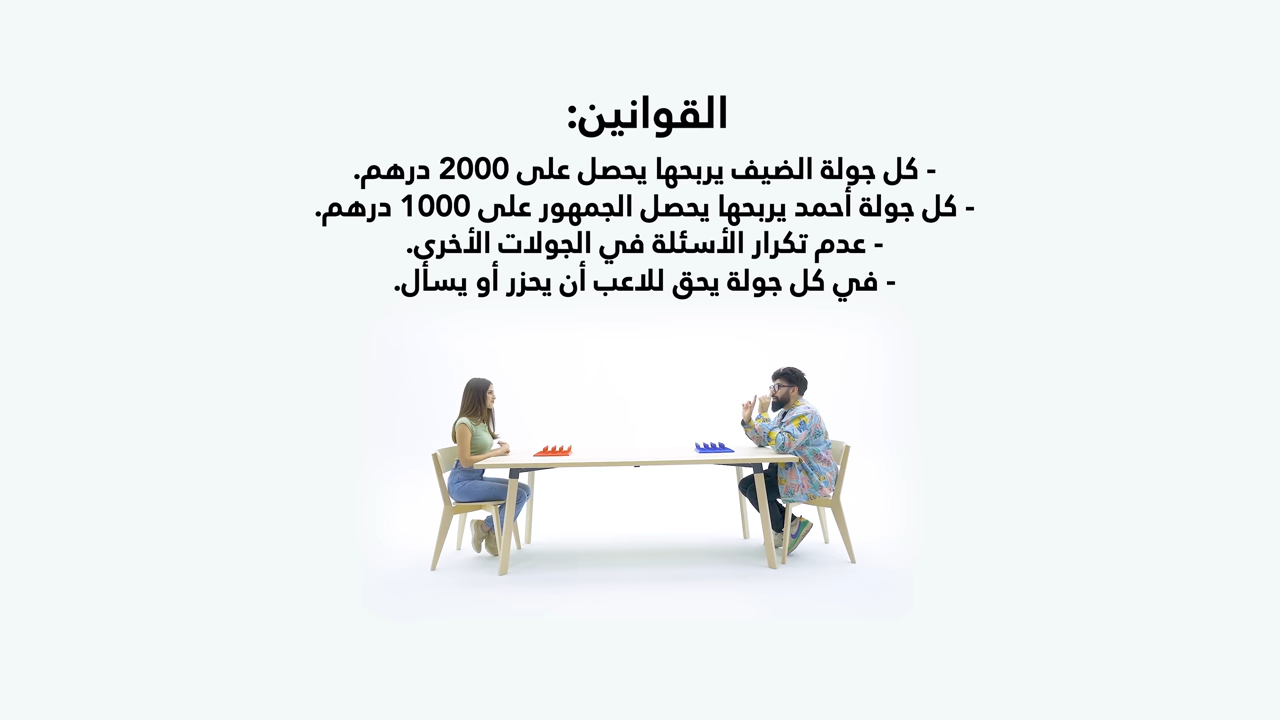 القوانين:
- كل جولة الضيف يربحها يحصل على 2000 درهم.
- كل جولة أحمد يربحها يحصل الجمهور على 1000 درهم.
- عدم تكرار الأسئلة في الجولات الأخرى.
- في كل جولة يحق للاعب أن يحزر أو يسأل.